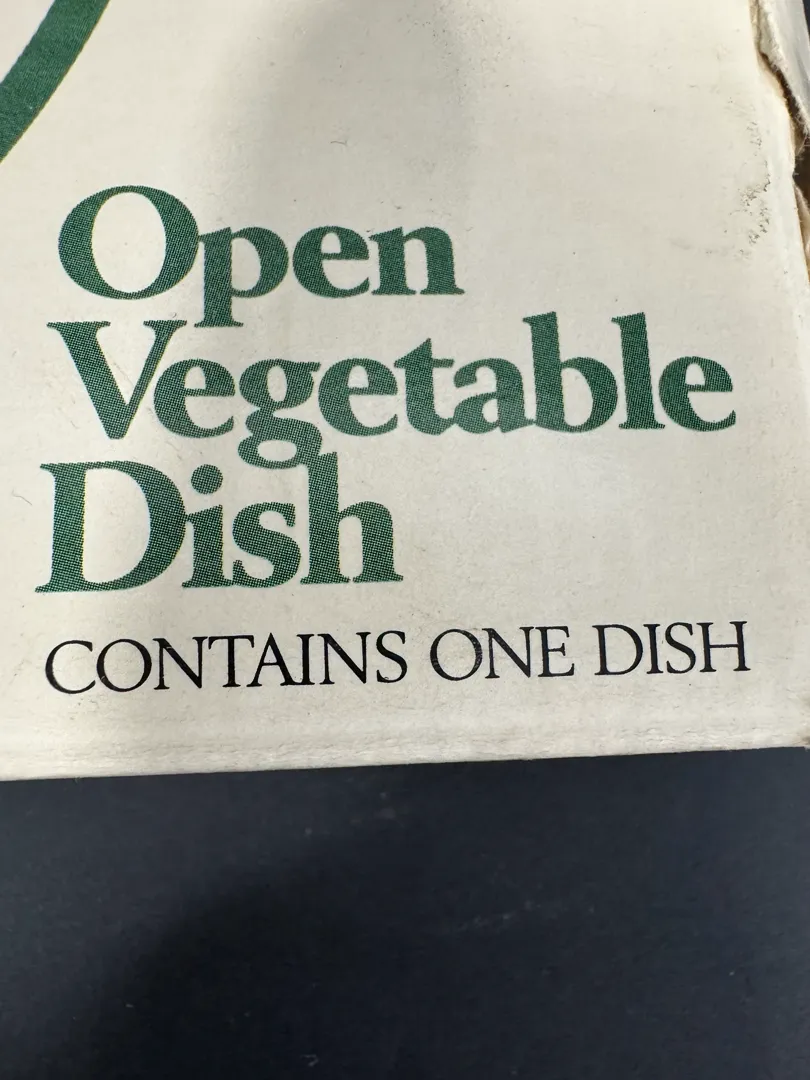 Open
Vegetable
Dish
CONTAINS ONE DISH